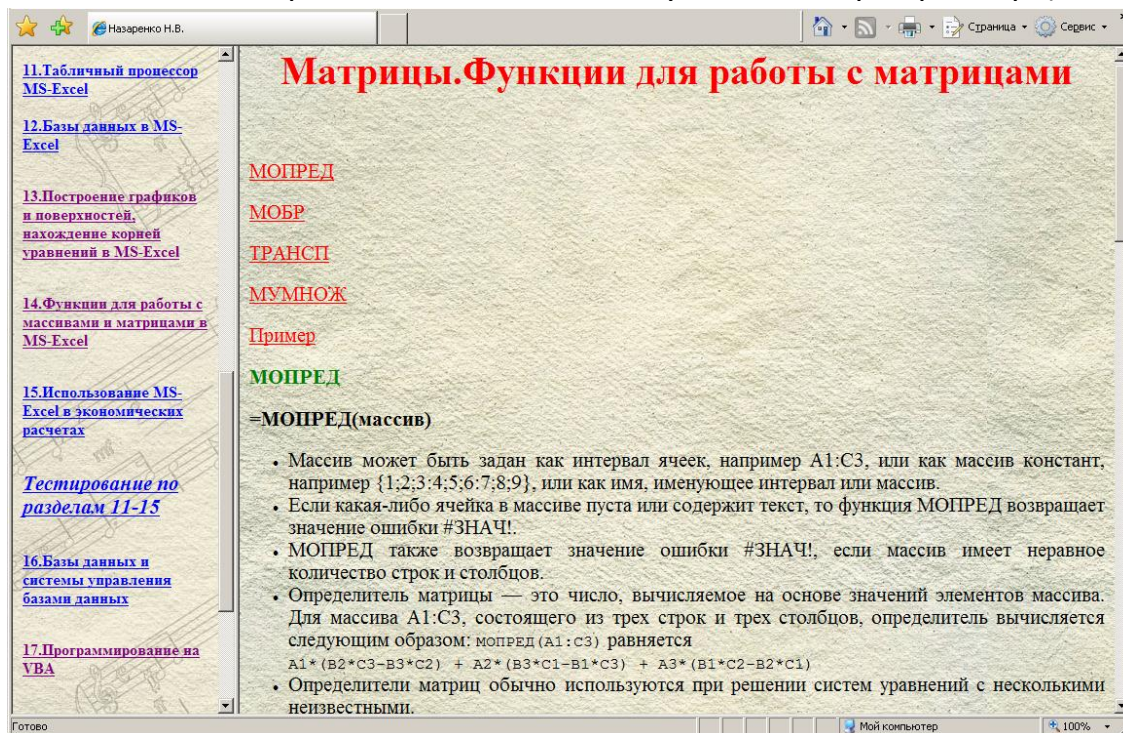 Назаренко Н.В.
Страница
Сервис
11.Табличный процессор
MS-Excel
12.Базы данных в MS-
Excel
13.Построение графиков
и поверхностей,
нахождение корней
уравнений в MS-Excel
14.Функции для работы с
массивами и матрицами в
MS-Excel
15.Использование MS-
Excel в экономических
расчетах
Тестирование по
разделам 11-15
16.Базы данных и
системы управления
базами данных
17.Программирование на
VBA
Матрицы.Функции для работы с матрицами
МОПРЕД
МОБР
ТРАНСП
МУМНОЖ
Пример
МОПРЕД
=МОПРЕД(массив)
• Массив может быть задан как интервал ячеек, например A1:C3, или как массив констант,
например {1;2;3:4;5;6:7;8;9}, или как имя, именующее интервал или массив.
• Если какая-либо ячейка в массиве пуста или содержит текст, то функция МОПРЕД возвращает
значение ошибки #ЗНАЧ!.
• МОПРЕД также возвращает значение ошибки #ЗНАЧ!, если массив имеет неравное
количество строк и столбцов.
• Определитель матрицы — это число, вычисляемое на основе значений элементов массива.
Для массива A1:C3, состоящего из трех строк и трех столбцов, определитель вычисляется
следующим образом: МОПРЕД(A1:C3) равняется
A1*(B2*C3-B3*C2) + A2*(B3*C1-B1*C3) + A3*(B1*C2-B2*C1)
• Определители матриц обычно используются при решении систем уравнений с несколькими
неизвестными.
Готово
Мой компьютер
100%